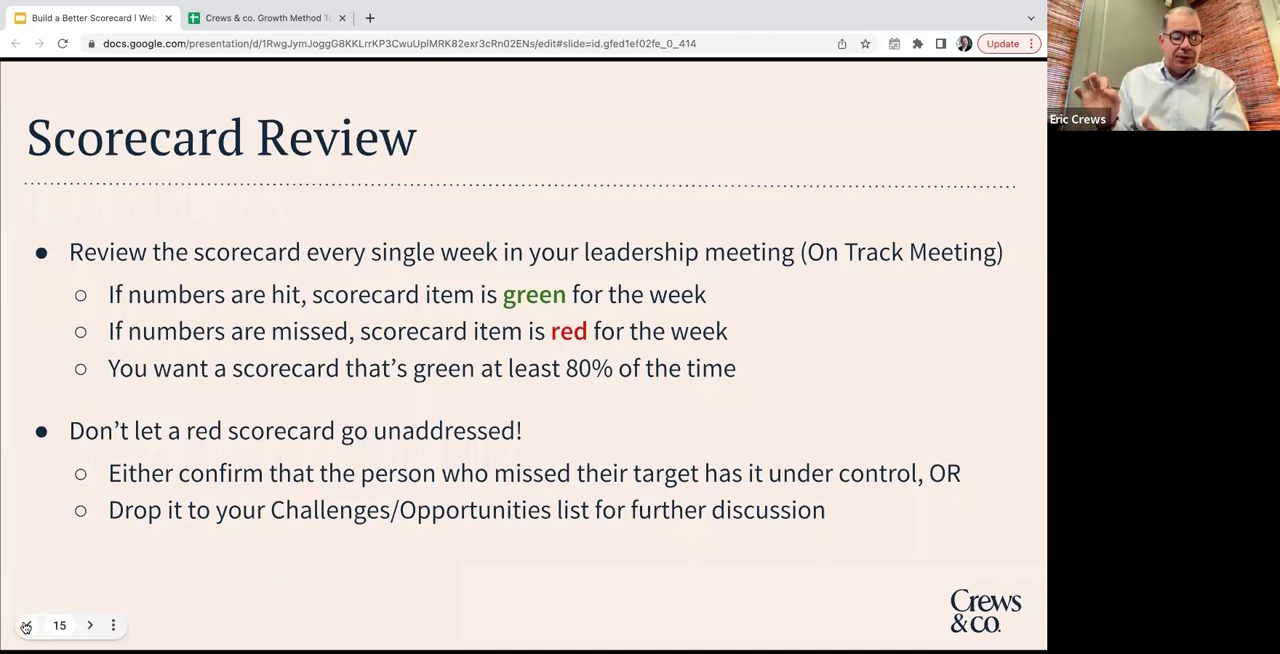 Build a Better Scorecard I Web
Crews & co. Growth Method T
docs.google.com/presentation/d/1RwgJymJoggG8KKLrrKP3CwuUplMRK82exr3cRn02ENs/edit#slide=id.gfed1ef02fe_0_414
Update
Eric Crews
Scorecard Review
● Review the scorecard every single week in your leadership meeting (On Track Meeting)
○ If numbers are hit, scorecard item is green for the week
○ If numbers are missed, scorecard item is red for the week
○ You want a scorecard that's green at least 80% of the time
● Don't let a red scorecard go unaddressed!
○ Either confirm that the person who missed their target has it under control, OR
○ Drop it to your Challenges/Opportunities list for further discussion
15
Crews
& CO.